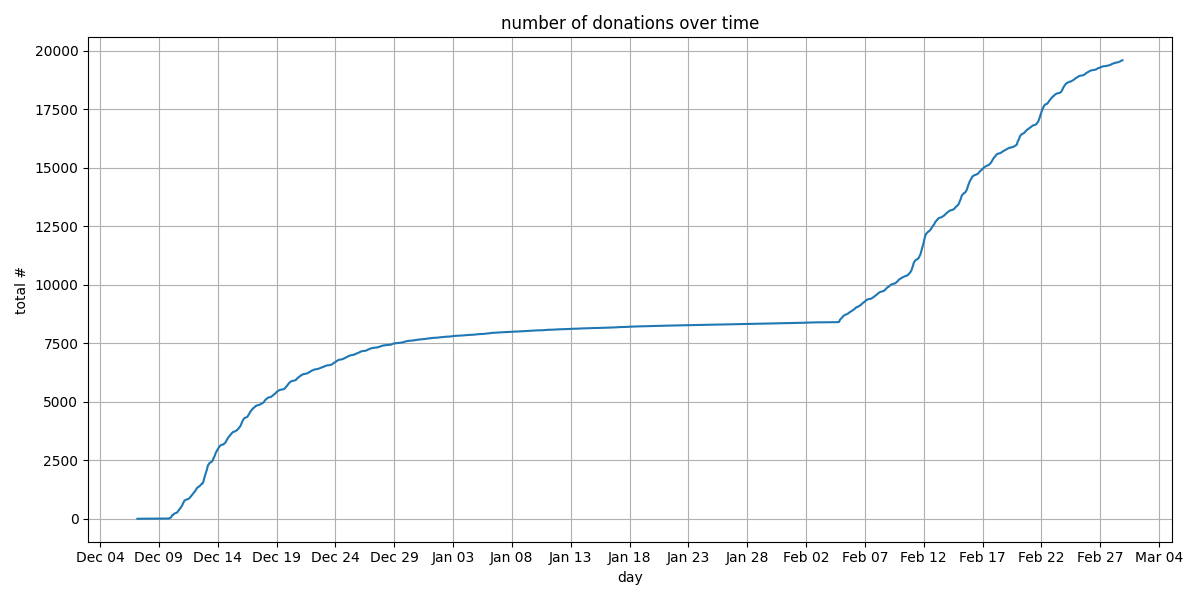 number of donations over time
20000
17500
15000
12500
10000
7500
5000
2500
0
total #
Dec 04 Dec 09 Dec 14 Dec 19 Dec 24 Dec 29 Jan 03 Jan 08 Jan 13 Jan 18 Jan 23 Jan 28 Feb 02 Feb 07 Feb 12 Feb 17 Feb 22 Feb 27 Mar 04
day